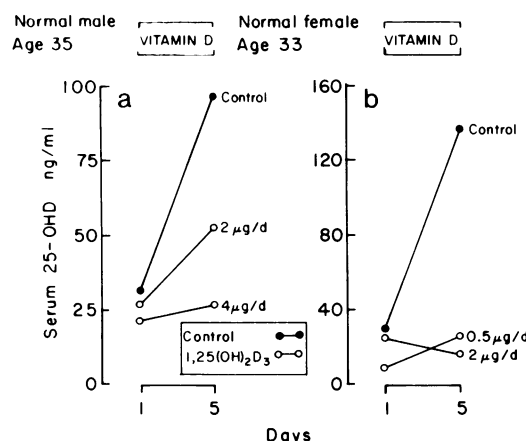 Normal male
Age 35
VITAMIN D
Normal female
Age 33
VITAMIN D
Serum 25-OHD ng/ml
100
75
50
25
0
a
Control
2 μg/d
4 μg/d
Control
1,25(OH)₂D₃
1
5
160
120
80
40
0
b
Control
0.5 μg/d
2 μg/d
1
5
Days